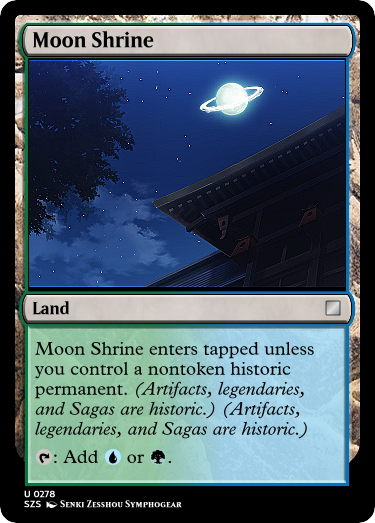 Moon Shrine
Land
Moon Shrine enters tapped unless
you control a nontoken historic
permanent. (Artifacts, legendaries,
and Sagas are historic.) (Artifacts,
legendaries, and Sagas are historic.)
: Add or .
U 0278
SZS Senki Zesshou Symphogear